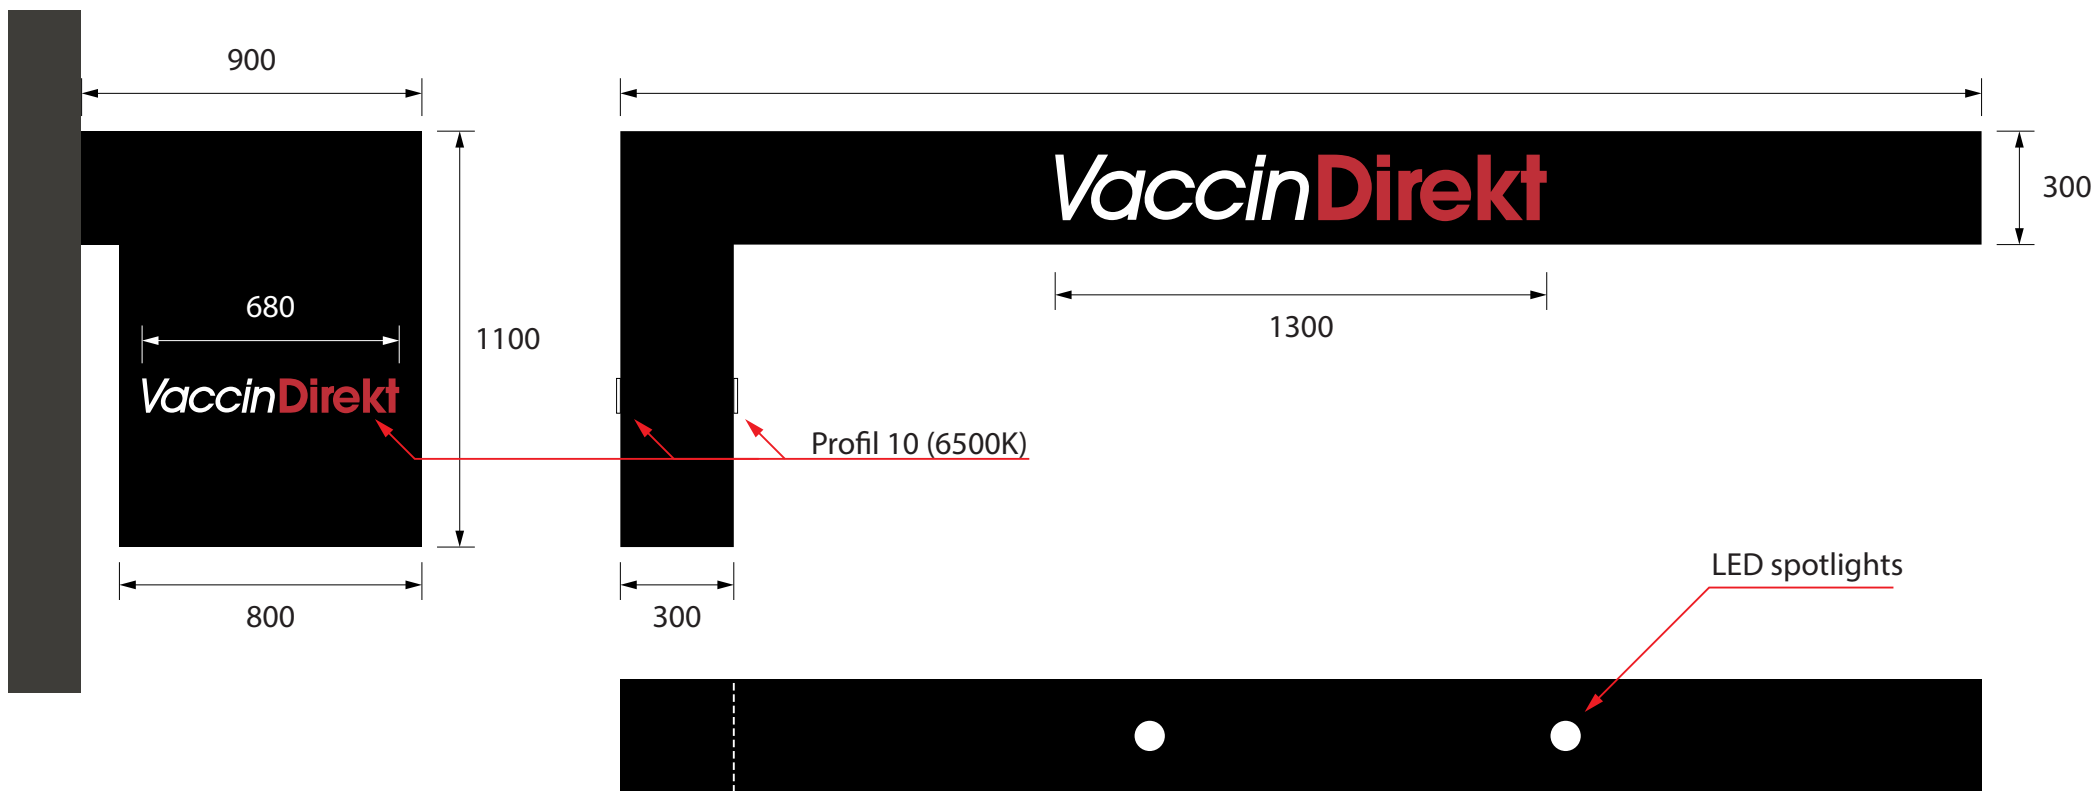 900
VaccinDirekt
300
680
1300
1100
VaccinDirekt
Profil 10 (6500K)
LED spotlights
800
300